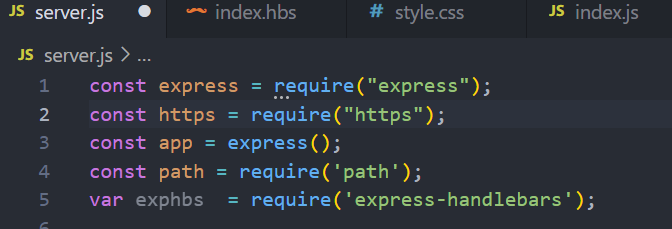 JS server.js ● index.hbs # style.css JS index.js
JS server.js > ...
1 const express = require("express");
2 const https = require("https");
3 const app = express();
4 const path = require('path');
5 var exphbs  = require('express-handlebars');